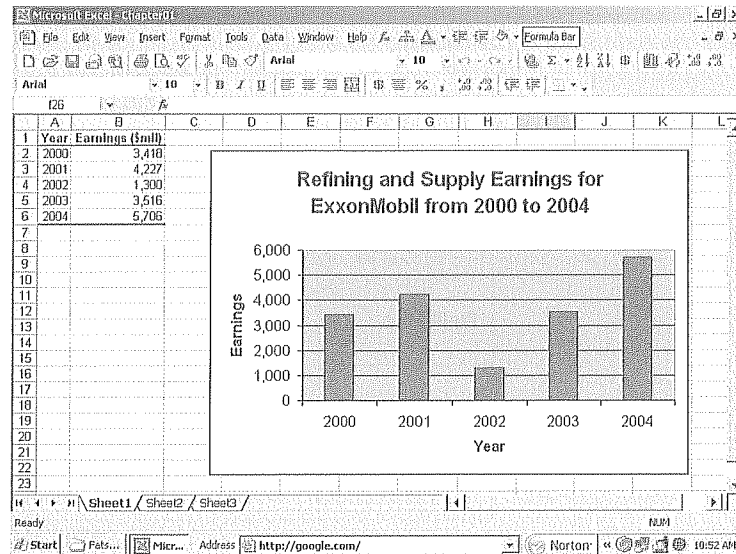 Microsoft Excel - Chapter01
File Edit View Insert Format Tools Data Window Help Formula Bar
Arial 10
Arial 10 B I U
I26
A B C D E F G H I J K L
1 Year Earnings ($mil)
2 2000 3,418
3 2001 4,227
4 2002 1,300
5 2003 3,516
6 2004 5,706
7
8
9
10
11
12
13
14
15
16
17
18
19
20
21
22
23
Refining and Supply Earnings for
ExxonMobil from 2000 to 2004
6,000
5,000
4,000
3,000
2,000
1,000
0
Earnings
2000 2001 2002 2003 2004
Year
Sheet1 Sheet2 Sheet3
Ready NUM
Start Fats... Micr... Address http://google.com/ Norton 10:52 AM